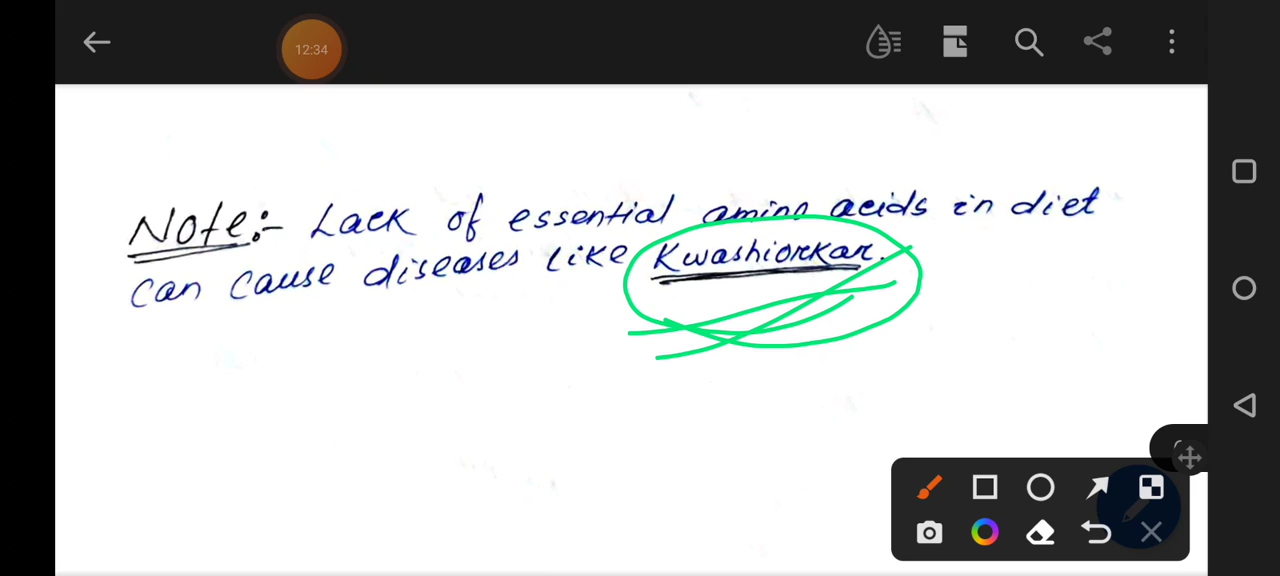 12:34
Note:- Lack of essential amino acids in diet
can cause diseases like Kwashiorkar.